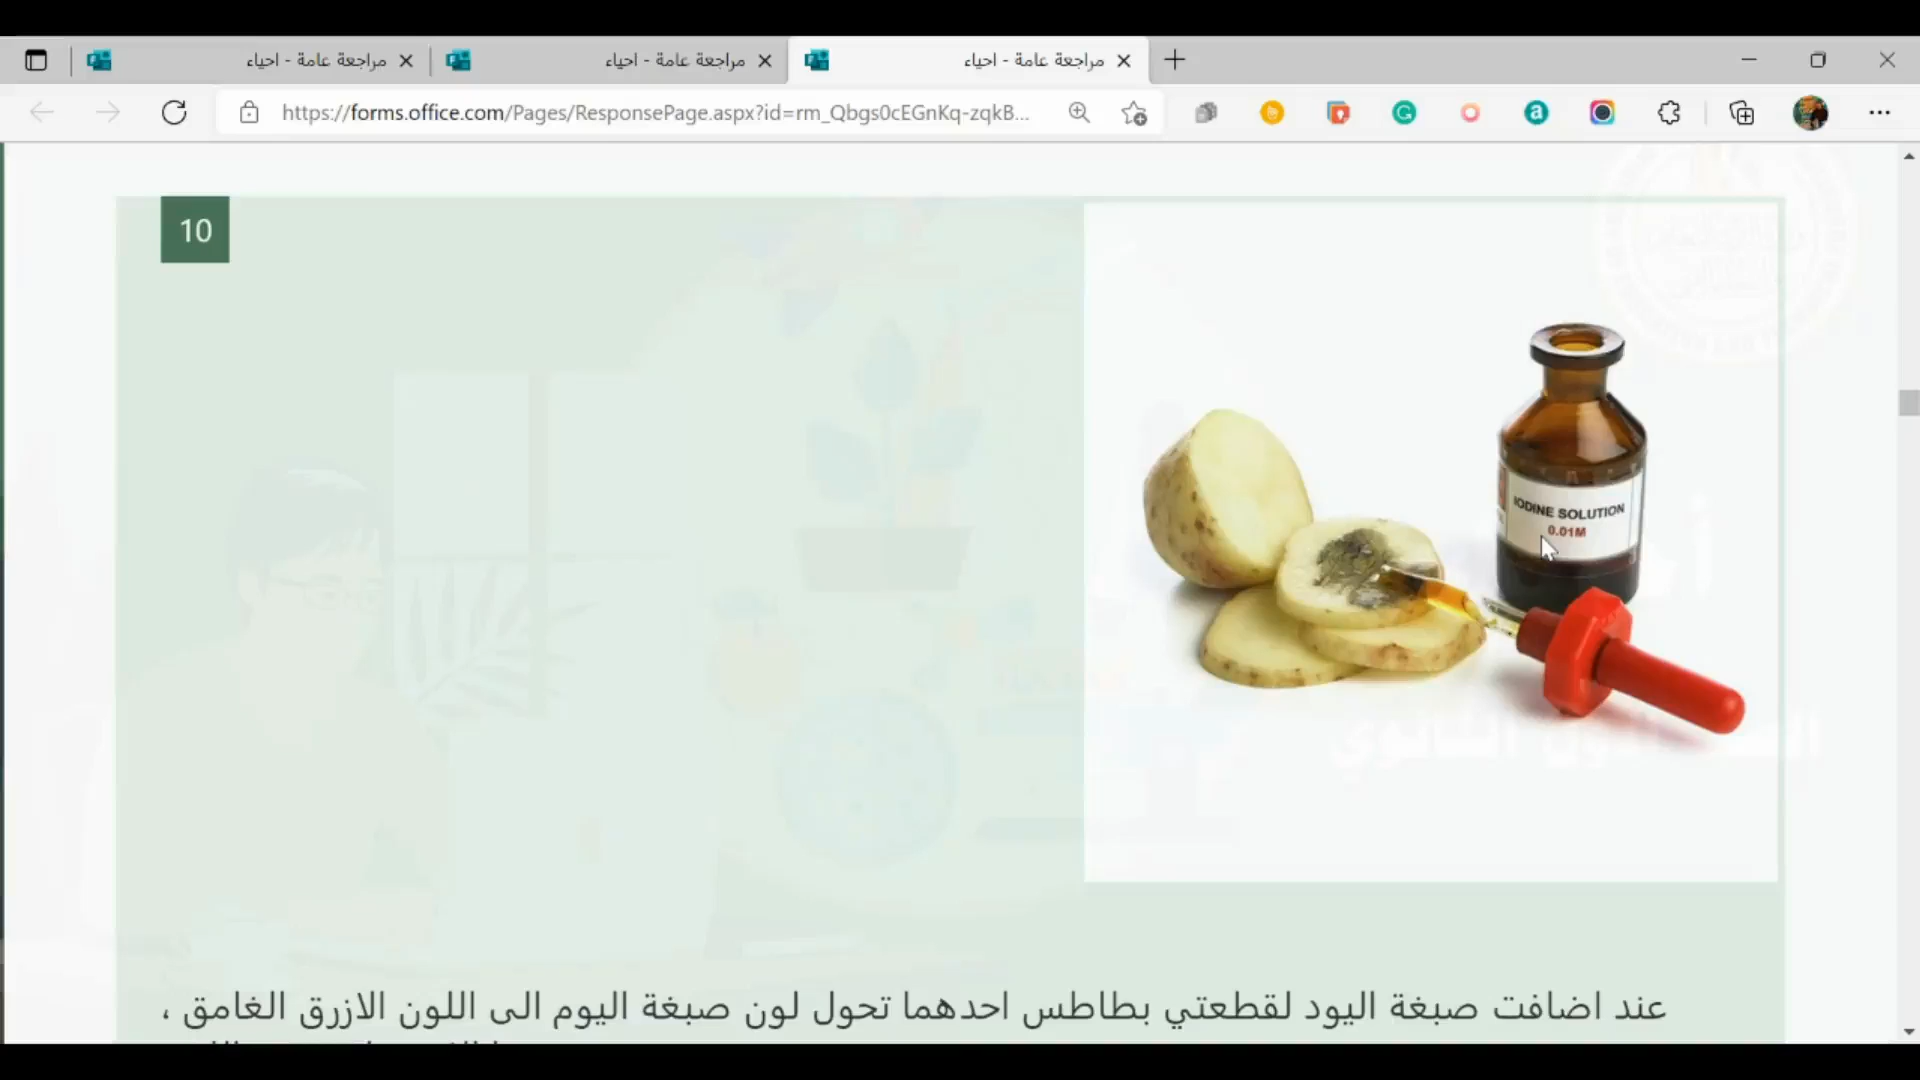 مراجعة عامة - احياء
مراجعة عامة - احياء
مراجعة عامة - احياء
https://forms.office.com/Pages/ResponsePage.aspx?id=rm_Qbgs0cEGnKq-zqkB...
10
IODINE SOLUTION
0.01M
عند اضافت صبغة اليود لقطعتي بطاطس احدهما تحول لون صبغة اليوم الى اللون الازرق الغامق ،